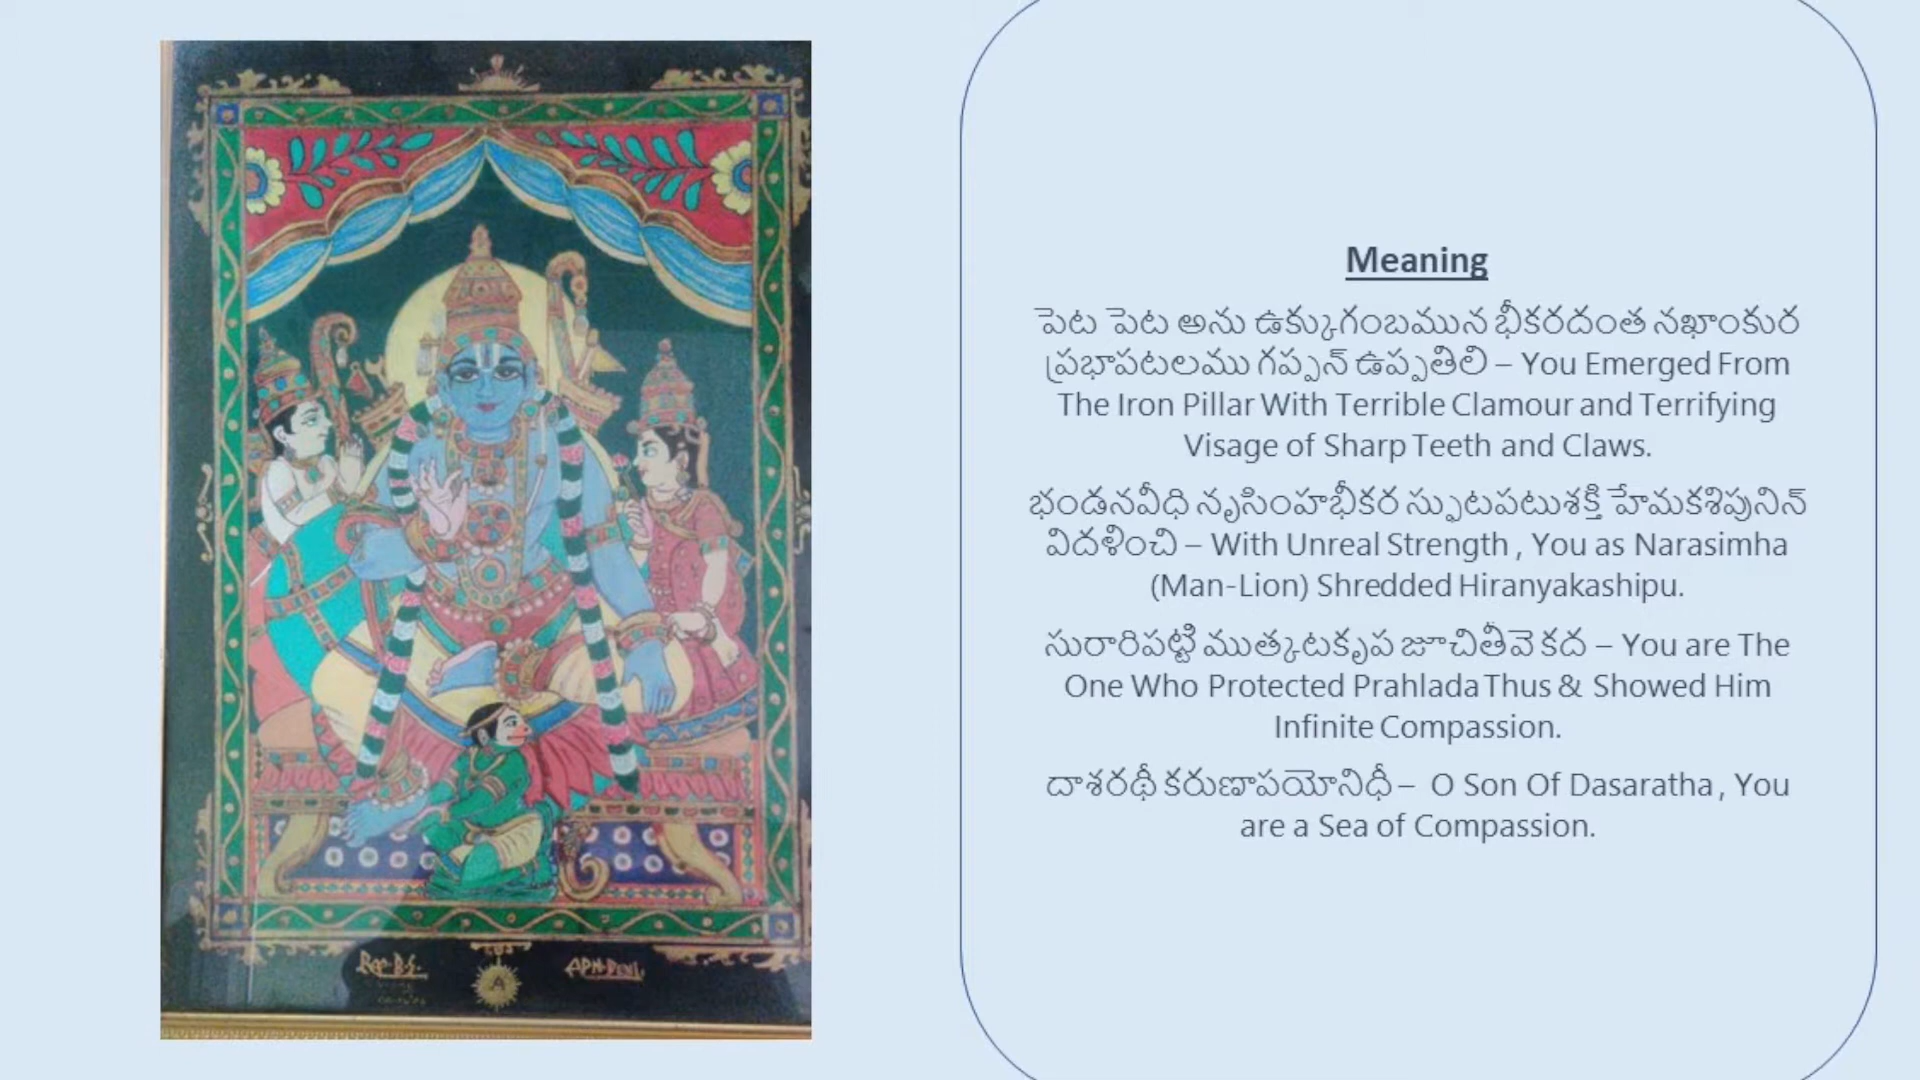 Meaning
పెట పెట అను ఉక్కుగంబమున భీకరదంత నఖాంకుర
ప్రభాపటలము గప్పన్ ఉప్పతిలి – You Emerged From
The Iron Pillar With Terrible Clamour and Terrifying
Visage of Sharp Teeth and Claws.
భండనవీధి నృసింహభీకర స్ఫుటపటుశక్తి హేమకశిపునిన్
విదళించి – With Unreal Strength , You as Narasimha
(Man-Lion) Shredded Hiranyakashipu.
సురారిపట్టి ముత్కటకృప జూచితీవె కద – You are The
One Who Protected Prahlada Thus & Showed Him
Infinite Compassion.
దాశరథీ కరుణాపయోనిధీ – O Son Of Dasaratha , You
are a Sea of Compassion.
A